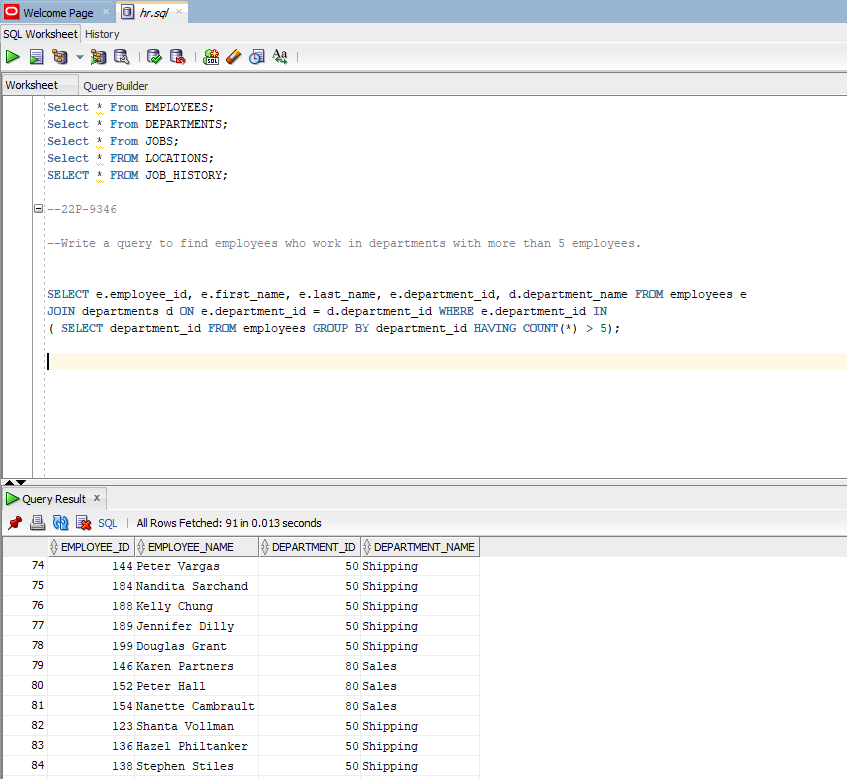 Welcome Page × hr.sql ×
SQL Worksheet History
SQL Aa
Worksheet Query Builder
Select * From EMPLOYEES;
Select * From DEPARTMENTS;
Select * From JOBS;
Select * FROM LOCATIONS;
SELECT * FROM JOB_HISTORY;
--22P-9346
--Write a query to find employees who work in departments with more than 5 employees.
SELECT e.employee_id, e.first_name, e.last_name, e.department_id, d.department_name FROM employees e
JOIN departments d ON e.department_id = d.department_id WHERE e.department_id IN
( SELECT department_id FROM employees GROUP BY department_id HAVING COUNT(*) > 5);
Query Result ×
SQL | All Rows Fetched: 91 in 0.013 seconds
EMPLOYEE_ID EMPLOYEE_NAME DEPARTMENT_ID DEPARTMENT_NAME
74 144 Peter Vargas 50 Shipping
75 184 Nandita Sarchand 50 Shipping
76 188 Kelly Chung 50 Shipping
77 189 Jennifer Dilly 50 Shipping
78 199 Douglas Grant 50 Shipping
79 146 Karen Partners 80 Sales
80 152 Peter Hall 80 Sales
81 154 Nanette Cambrault 80 Sales
82 123 Shanta Vollman 50 Shipping
83 136 Hazel Philtanker 50 Shipping
84 138 Stephen Stiles 50 Shipping